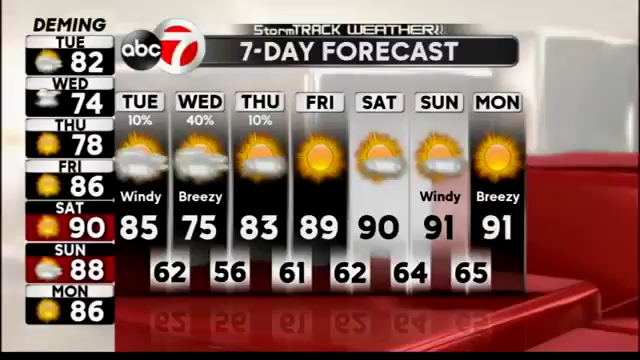 DEMING
TUE
82
WED
74
THU
78
FRI
86
SAT
90
SUN
88
MON
86
abc 7
StormTRACK WEATHER
7-DAY FORECAST
TUE WED THU FRI SAT SUN MON
10% 40% 10%
Windy Breezy Windy Breezy
85 75 83 89 90 91 91
62 56 61 62 64 65